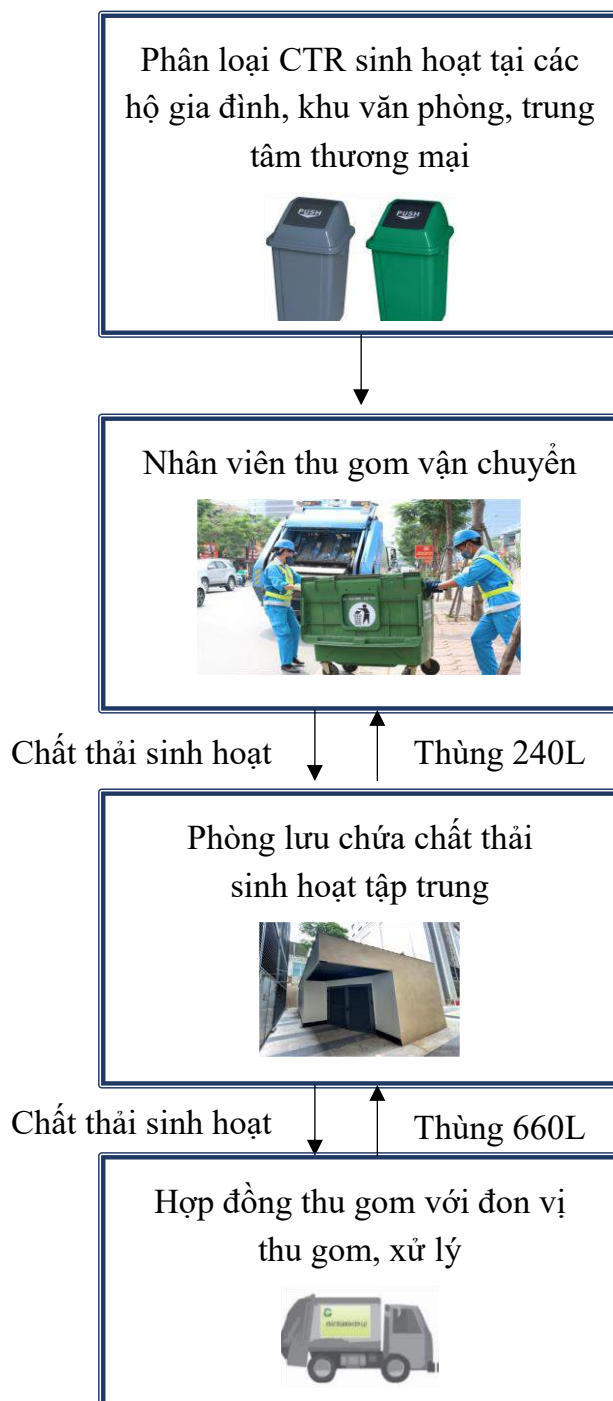 Phân loại CTR sinh hoạt tại các
hộ gia đình, khu văn phòng, trung
tâm thương mại
PUSH PUSH
Nhân viên thu gom vận chuyển
Chất thải sinh hoạt Thùng 240L
Phòng lưu chứa chất thải
sinh hoạt tập trung
Chất thải sinh hoạt Thùng 660L
Hợp đồng thu gom với đon vị
thu gom, xử lý